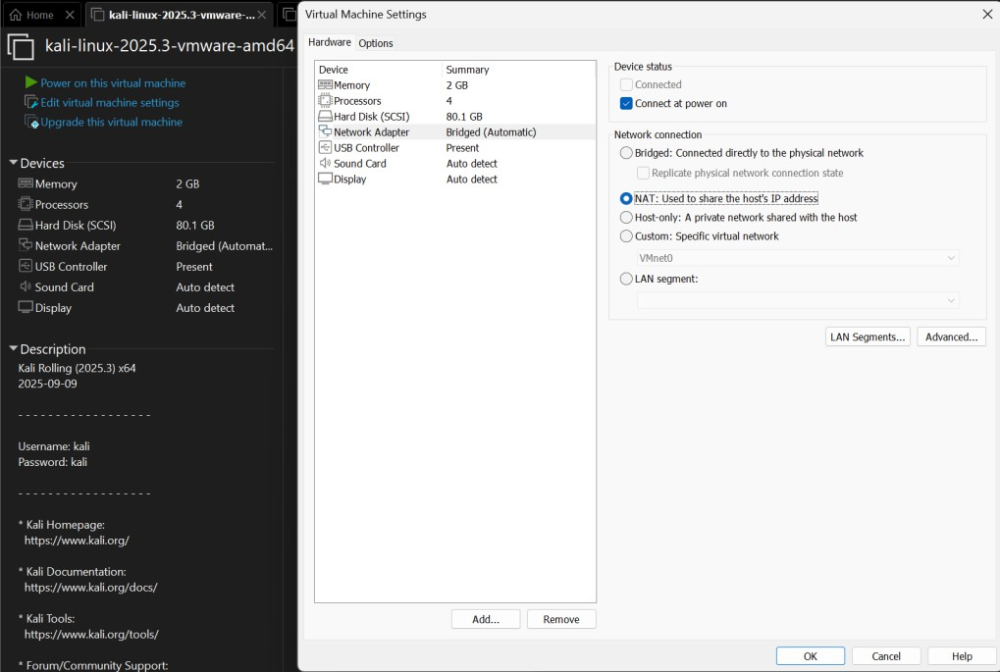 Home
kali-linux-2025.3-vmware-...
kali-linux-2025.3-vmware-amd64
Power on this virtual machine
Edit virtual machine settings
Upgrade this virtual machine
Devices
Memory 2 GB
Processors 4
Hard Disk (SCSI) 80.1 GB
Network Adapter Bridged (Automat...
USB Controller Present
Sound Card Auto detect
Display Auto detect
Description
Kali Rolling (2025.3) x64
2025-09-09
- - - - - - - - - - - - - - - - - -
Username: kali
Password: kali
- - - - - - - - - - - - - - - - - -
* Kali Homepage:
https://www.kali.org/
* Kali Documentation:
https://www.kali.org/docs/
* Kali Tools:
https://www.kali.org/tools/
* Forum/Community Support:
Virtual Machine Settings
Hardware Options
Device Summary
Memory 2 GB
Processors 4
Hard Disk (SCSI) 80.1 GB
Network Adapter Bridged (Automatic)
USB Controller Present
Sound Card Auto detect
Display Auto detect
Add... Remove
Device status
Connected
Connect at power on
Network connection
Bridged: Connected directly to the physical network
Replicate physical network connection state
NAT: Used to share the host's IP address
Host-only: A private network shared with the host
Custom: Specific virtual network
VMnet0
LAN segment:
LAN Segments... Advanced...
OK Cancel Help